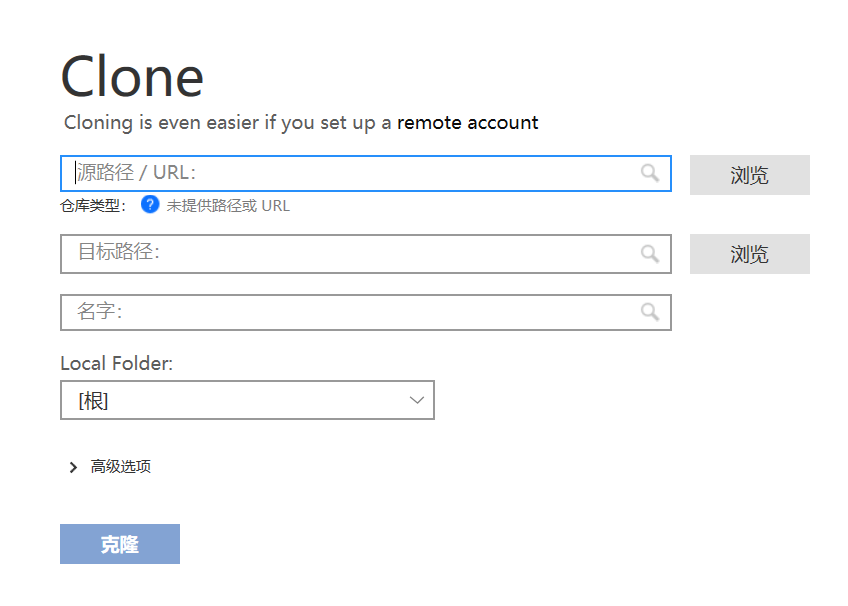 Clone
Cloning is even easier if you set up a remote account
源路径 / URL:
浏览
仓库类型: ? 未提供路径或 URL
目标路径:
浏览
名字:
Local Folder:
[根]
高级选项
克隆